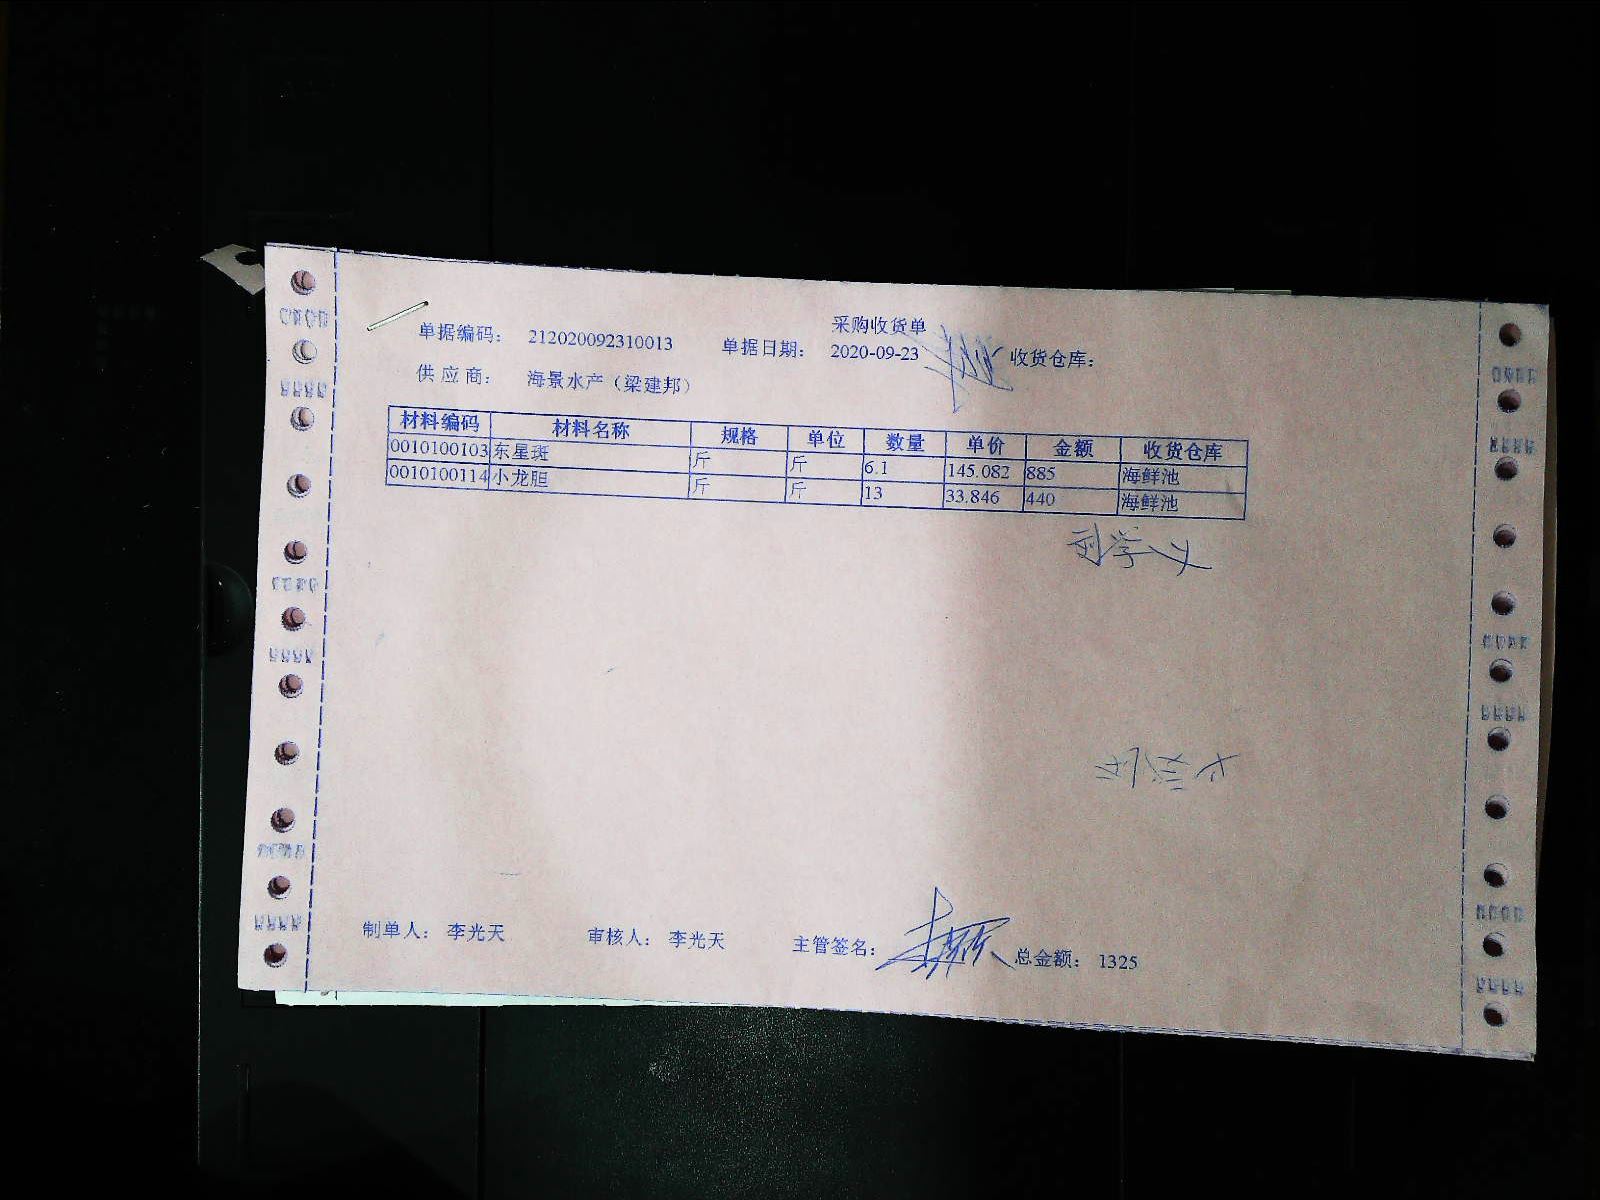 采购收货单
单据编码： 212020092310013 单据日期： 2020-09-23 收货仓库：
供应商： 海景水产（梁建邦）
材料编码 材料名称 规格 单位 数量 单价 金额 收货仓库
0010100103 东星斑 斤 斤 6.1 145.082 885 海鲜池
0010100114 小龙胆 斤 斤 13 33.846 440 海鲜池
制单人： 李光天 审核人： 李光天 主管签名： 总金额： 1325